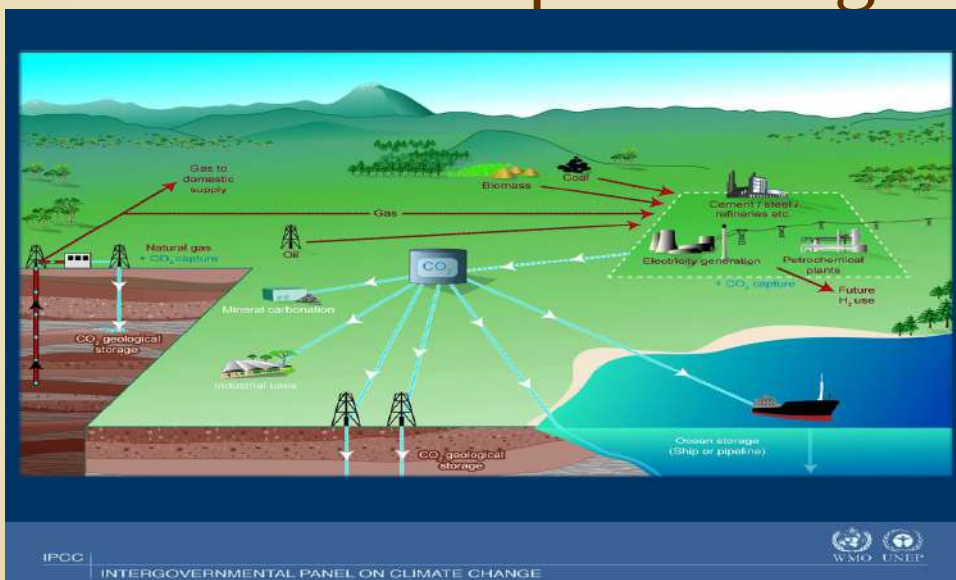 Gas to
domestic
supply
Biomass
Coal
Gas
Cement / steel /
refineries etc.
Oil
Natural gas
+ CO₂ capture
Electricity generation
Petrochemical
plants
+ CO₂ capture
Future
H₂ use
CO₂
Mineral carbonation
CO₂ geological
storage
Industrial uses
CO₂ geological
storage
Ocean storage
(Ship or pipeline)
IPCC
INTERGOVERNMENTAL PANEL ON CLIMATE CHANGE
WMO UNEP